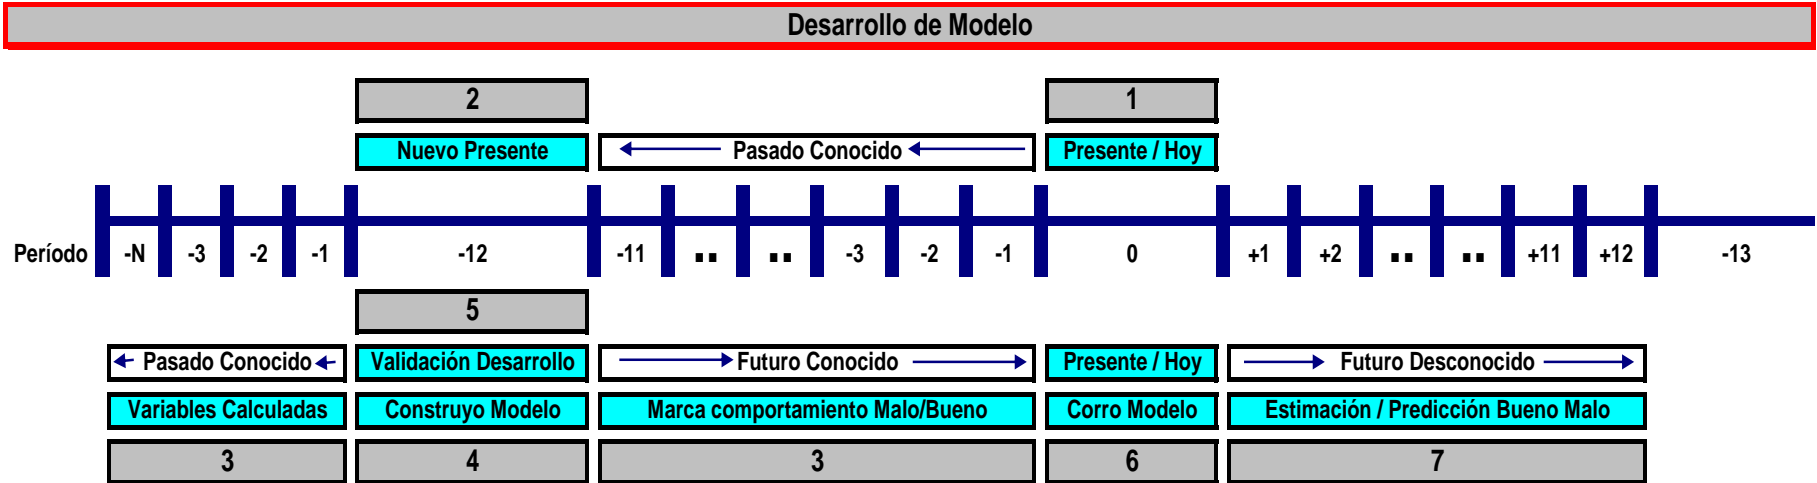 Desarrollo de Modelo
2 1
Nuevo Presente Pasado Conocido Presente / Hoy
Período -N -3 -2 -1 -12 -11 .. .. -3 -2 -1 0 +1 +2 .. .. +11 +12 -13
5
Pasado Conocido Validación Desarrollo Futuro Conocido Presente / Hoy Futuro Desconocido
Variables Calculadas Construyo Modelo Marca comportamiento Malo/Bueno Corro Modelo Estimación / Predicción Bueno Malo
3 4 3 6 7